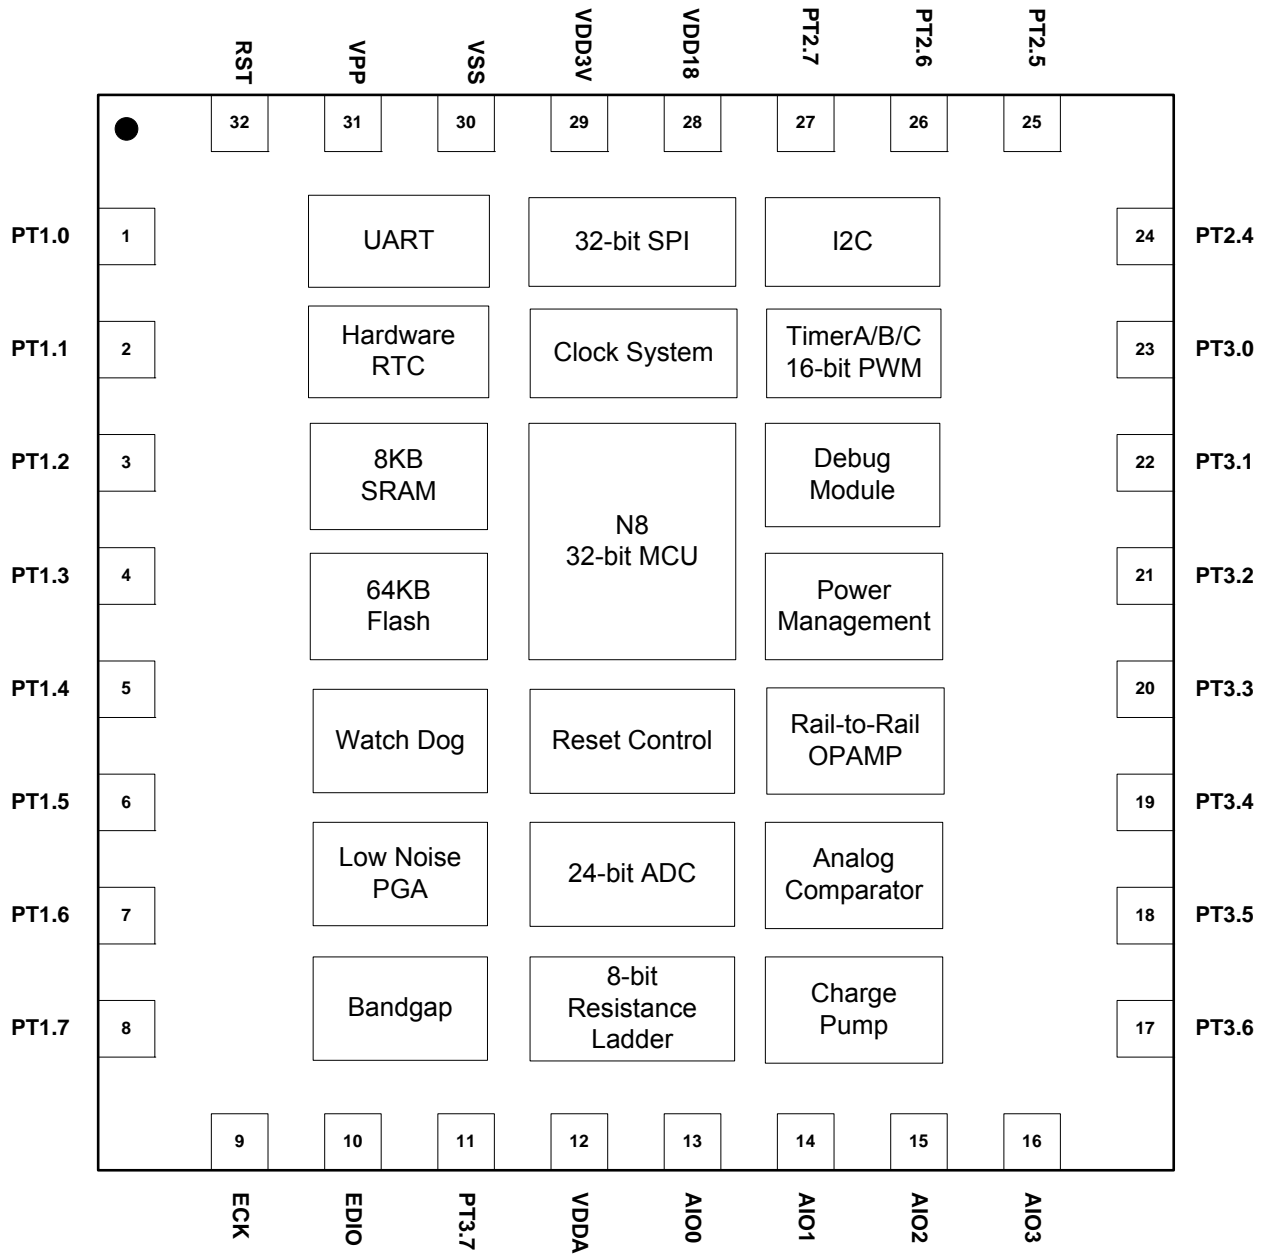 RST
VPP
VSS
VDD3V
VDD18
PT2.7
PT2.6
PT2.5
32
31
30
29
28
27
26
25
PT1.0
1
UART
32-bit SPI
I2C
24
PT2.4
PT1.1
2
Hardware
RTC
Clock System
TimerA/B/C
16-bit PWM
23
PT3.0
PT1.2
3
8KB
SRAM
N8
32-bit MCU
Debug
Module
22
PT3.1
PT1.3
4
64KB
Flash
Power
Management
21
PT3.2
PT1.4
5
Watch Dog
Reset Control
Rail-to-Rail
OPAMP
20
PT3.3
PT1.5
6
19
PT3.4
Low Noise
PGA
24-bit ADC
Analog
Comparator
PT1.6
7
18
PT3.5
Bandgap
8-bit
Resistance
Ladder
Charge
Pump
PT1.7
8
17
PT3.6
9
10
11
12
13
14
15
16
ECK
EDIO
PT3.7
VDDA
AIO0
AIO1
AIO2
AIO3